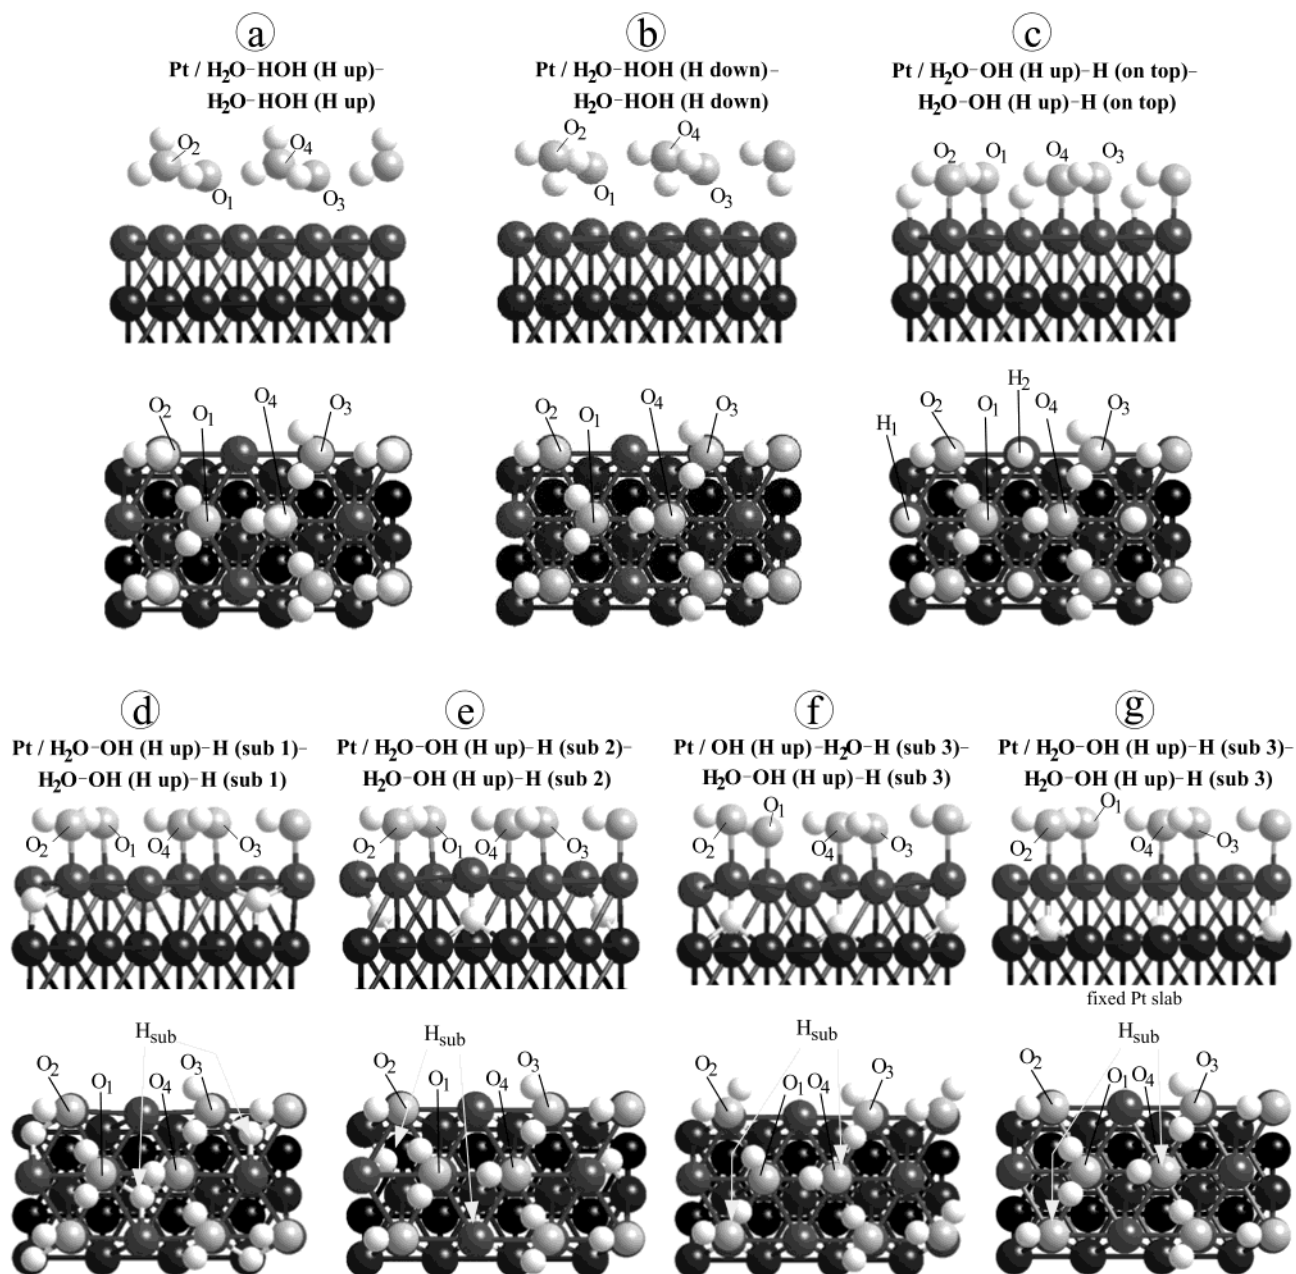 a
Pt / H₂O–HOH (H up)–
H₂O–HOH (H up)
O₂
O₄
O₁
O₃
O₂
O₁
O₄
O₃
b
Pt / H₂O–HOH (H down)–
H₂O–HOH (H down)
O₂
O₄
O₁
O₃
O₂
O₁
O₄
O₃
c
Pt / H₂O–OH (H up)–H (on top)–
H₂O–OH (H up)–H (on top)
O₂
O₁
O₄
O₃
H₁
O₂
O₁
H₂
O₄
O₃
d
Pt / H₂O–OH (H up)–H (sub 1)–
H₂O–OH (H up)–H (sub 1)
O₂
O₁
O₄
O₃
H_sub
O₂
O₁
O₄
O₃
e
Pt / H₂O–OH (H up)–H (sub 2)–
H₂O–OH (H up)–H (sub 2)
O₂
O₁
O₄
O₃
H_sub
O₂
O₁
O₄
O₃
f
Pt / OH (H up)–H₂O–H (sub 3)–
H₂O–OH (H up)–H (sub 3)
O₁
O₂
O₄
O₃
H_sub
O₂
O₁
O₄
O₃
g
Pt / H₂O–OH (H up)–H (sub 3)–
H₂O–OH (H up)–H (sub 3)
O₁
O₂
O₄
O₃
fixed Pt slab
H_sub
O₂
O₁
O₄
O₃